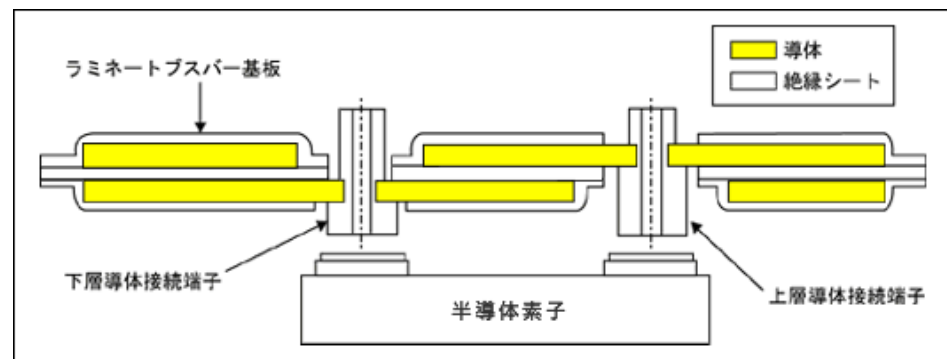 導体
絶縁シート
ラミネートブスバー基板
下層導体接続端子
上層導体接続端子
半導体素子